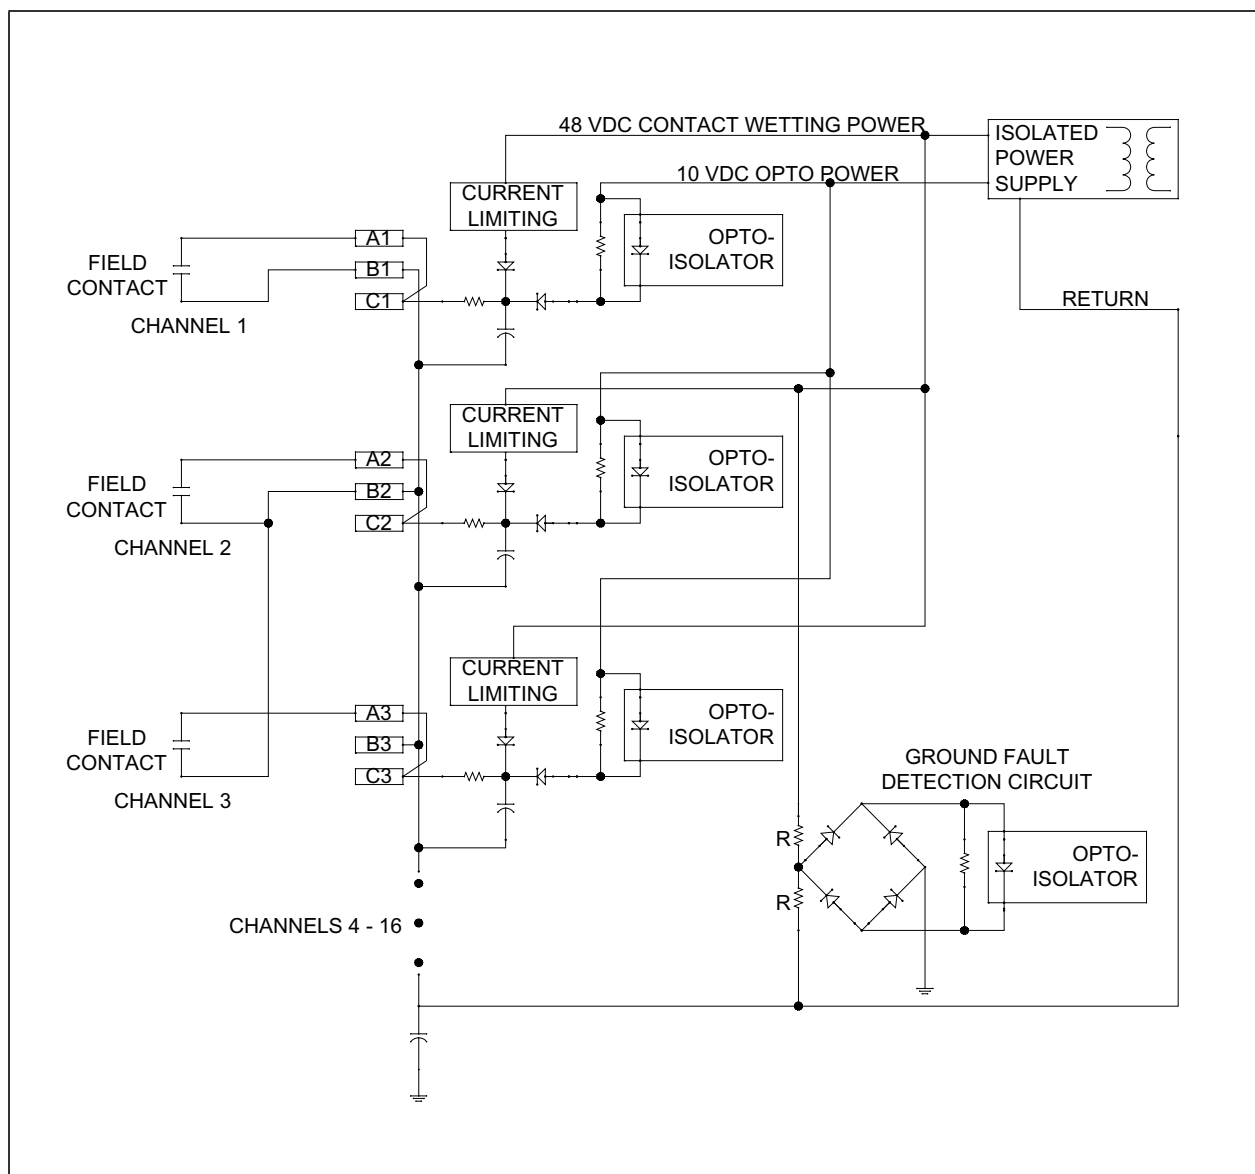 48 VDC CONTACT WETTING POWER
ISOLATED
POWER
SUPPLY
10 VDC OPTO POWER
CURRENT
LIMITING
OPTO-
ISOLATOR
A1
B1
C1
FIELD
CONTACT
CHANNEL 1
RETURN
CURRENT
LIMITING
OPTO-
ISOLATOR
A2
B2
C2
FIELD
CONTACT
CHANNEL 2
CURRENT
LIMITING
OPTO-
ISOLATOR
A3
B3
C3
FIELD
CONTACT
CHANNEL 3
GROUND FAULT
DETECTION CIRCUIT
R
R
OPTO-
ISOLATOR
CHANNELS 4 - 16